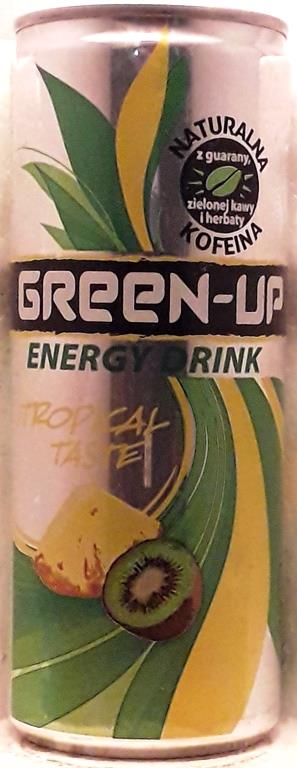 NATURALNA
z guarany,
zielonej kawy
i herbaty
KOFEINA
GREEN-UP
ENERGY DRINK
TROPICAL
TASTE